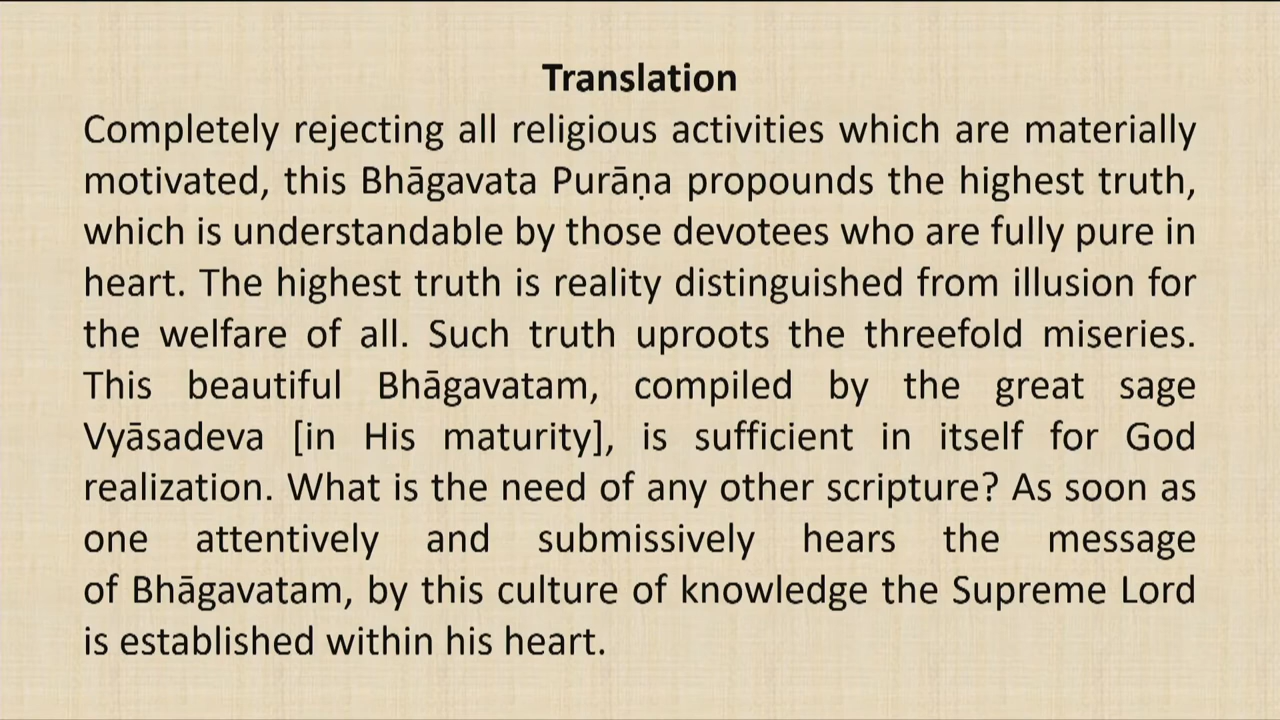 Translation
Completely rejecting all religious activities which are materially
motivated, this Bhāgavata Purāṇa propounds the highest truth,
which is understandable by those devotees who are fully pure in
heart. The highest truth is reality distinguished from illusion for
the welfare of all. Such truth uproots the threefold miseries.
This beautiful Bhāgavatam, compiled by the great sage
Vyāsadeva [in His maturity], is sufficient in itself for God
realization. What is the need of any other scripture? As soon as
one attentively and submissively hears the message
of Bhāgavatam, by this culture of knowledge the Supreme Lord
is established within his heart.